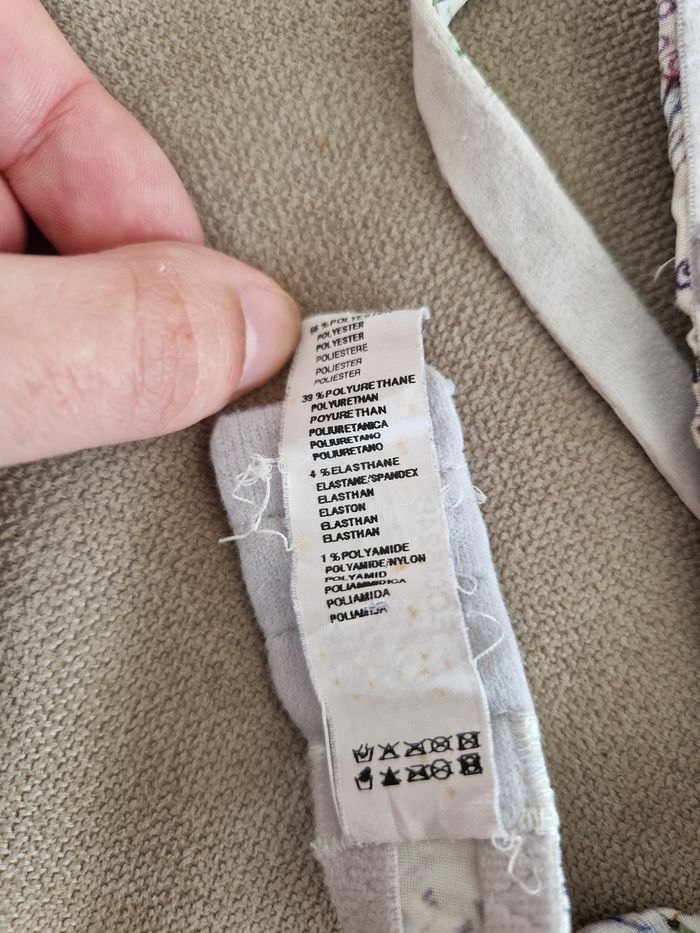 56 % POLYESTER
POLYESTER
POLYESTER
POLIESTERE
POLIESTER
POLIESTER
39 % POLYURETHANE
POLYURETHAN
POYURETHAN
POLIURETANICA
POLIURETANO
POLIURETANO
4 % ELASTHANE
ELASTANE/SPANDEX
ELASTHAN
ELASTON
ELASTHAN
ELASTHAN
1 % POLYAMIDE
POLYAMIDE/NYLON
POLYAMID
POLIAMMIDICA
POLIAMIDA
POLIAMIDA